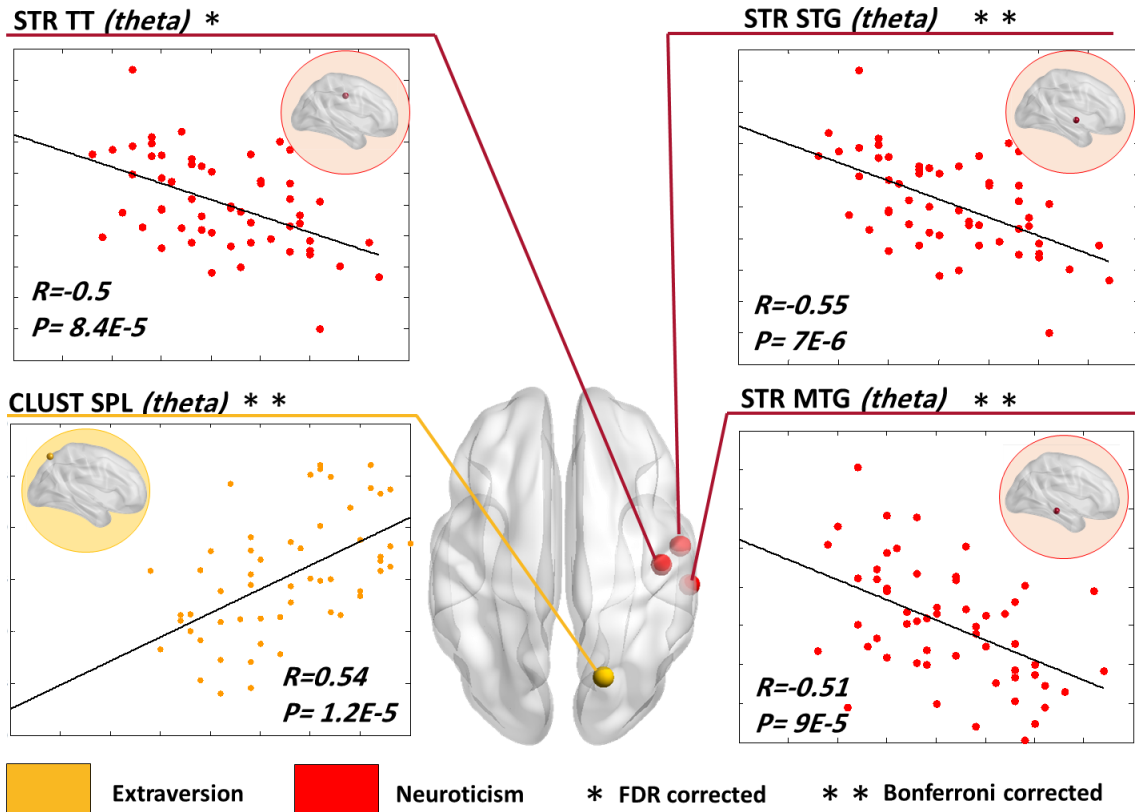 STR TT (theta) *
R=-0.5
P= 8.4E-5
STR STG (theta) * *
R=-0.55
P= 7E-6
CLUST SPL (theta) * *
R=0.54
P= 1.2E-5
STR MTG (theta) * *
R=-0.51
P= 9E-5
Extraversion Neuroticism * FDR corrected * * Bonferroni corrected